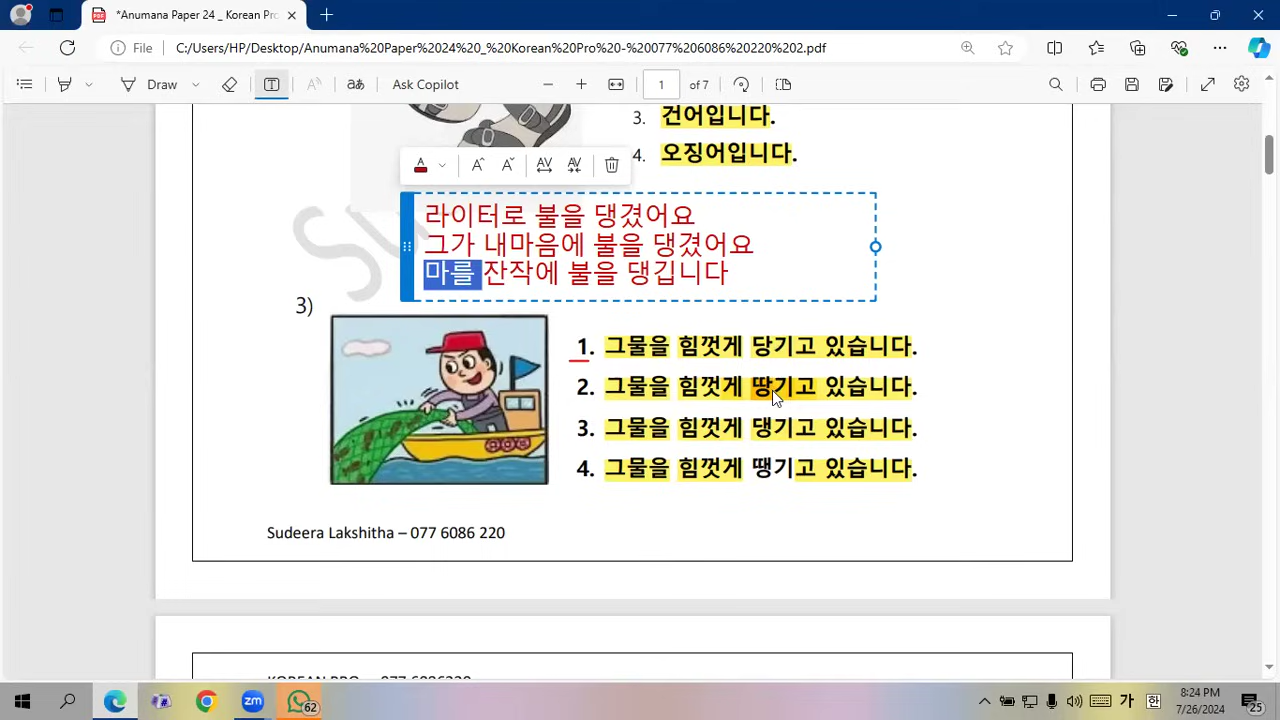 *Anumana Paper 24 _ Korean Pro
File C:/Users/HP/Desktop/Anumana%20Paper%2024%20_%20Korean%20Pro%20-%20077%206086%20220%202.pdf
Draw Ask Copilot 1 of 7
3. 건어입니다.
4. 오징어입니다.
라이터로 불을 댕겼어요
그가 내마음에 불을 댕겼어요
마를 잔작에 불을 댕깁니다
3)
1. 그물을 힘껏게 당기고 있습니다.
2. 그물을 힘껏게 땅기고 있습니다.
3. 그물을 힘껏게 댕기고 있습니다.
4. 그물을 힘껏게 땡기고 있습니다.
Sudeera Lakshitha – 077 6086 220
8:24 PM
7/26/2024
62
25
가
한
zm